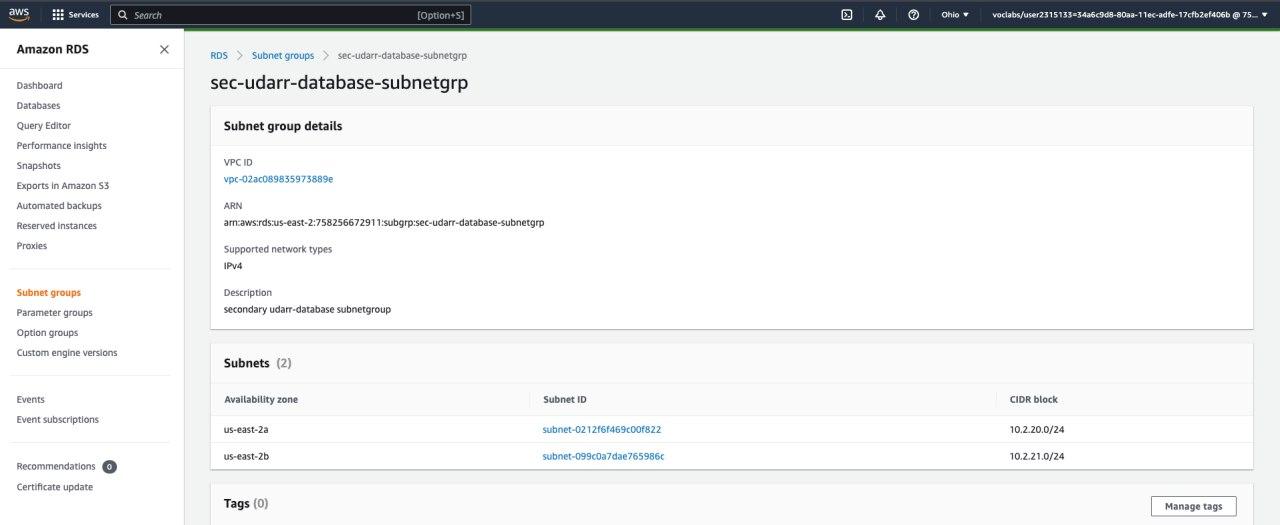 aws Services Search [Option+S] Ohio voclabs/user2315133=34a6c9d8-80aa-11ec-adfe-17cfb2ef406b @ 75...
Amazon RDS
Dashboard
Databases
Query Editor
Performance insights
Snapshots
Exports in Amazon S3
Automated backups
Reserved instances
Proxies
Subnet groups
Parameter groups
Option groups
Custom engine versions
Events
Event subscriptions
Recommendations 0
Certificate update
RDS > Subnet groups > sec-udarr-database-subnetgrp
sec-udarr-database-subnetgrp
Subnet group details
VPC ID
vpc-02ac089835973889e
ARN
arn:aws:rds:us-east-2:758256672911:subgrp:sec-udarr-database-subnetgrp
Supported network types
IPv4
Description
secondary udarr-database subnetgroup
Subnets (2)
Availability zone Subnet ID CIDR block
us-east-2a subnet-0212f6f469c00f822 10.2.20.0/24
us-east-2b subnet-099c0a7dae765986c 10.2.21.0/24
Tags (0) Manage tags